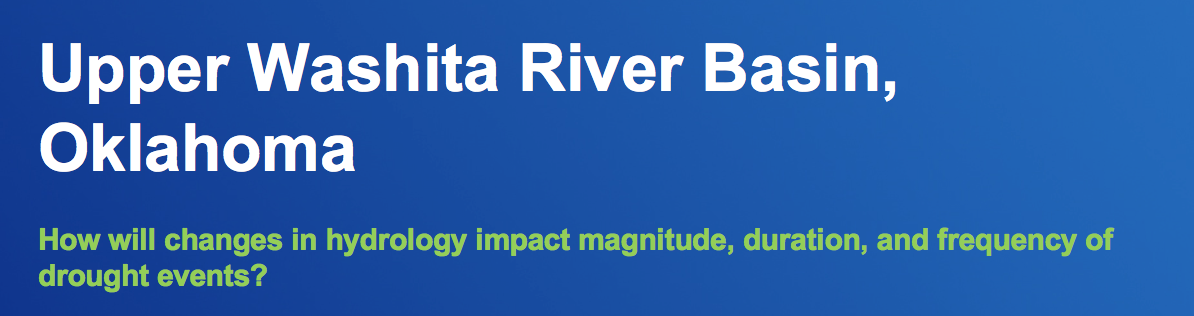 Upper Washita River Basin,
Oklahoma
How will changes in hydrology impact magnitude, duration, and frequency of
drought events?